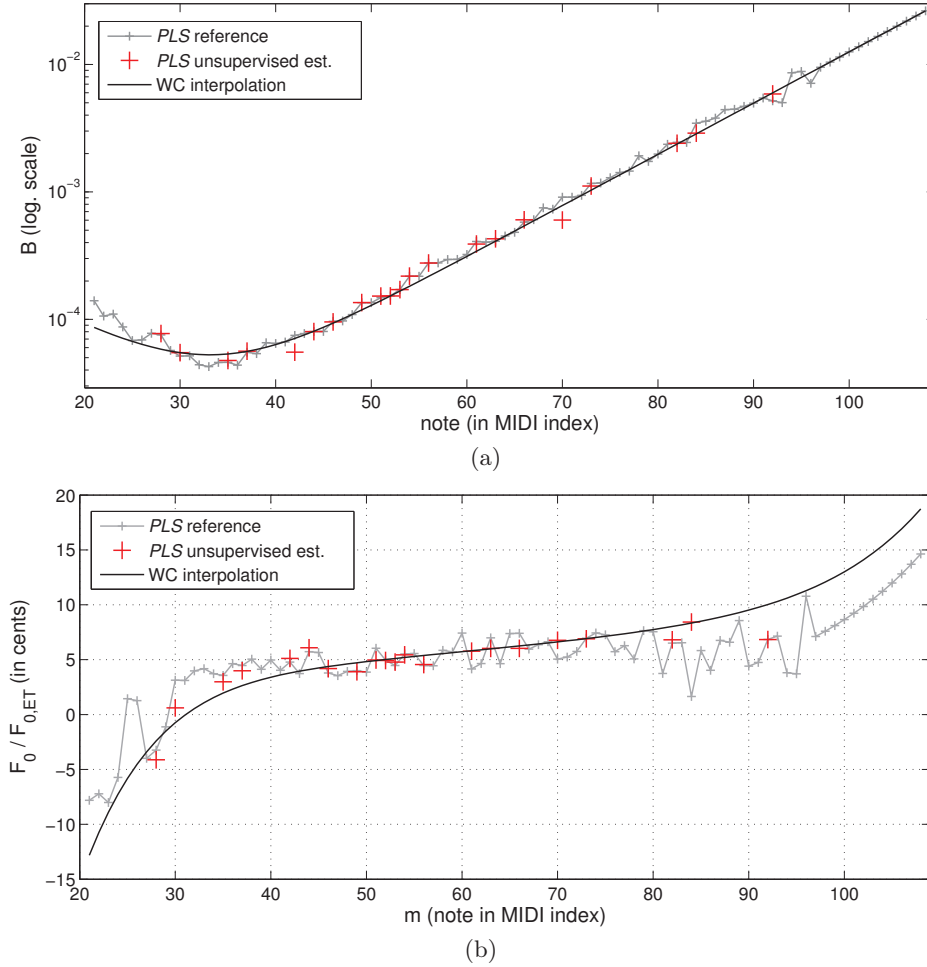 PLS reference
PLS unsupervised est.
WC interpolation
10⁻²
10⁻³
10⁻⁴
B (log. scale)
20 30 40 50 60 70 80 90 100
note (in MIDI index)
(a)
PLS reference
PLS unsupervised est.
WC interpolation
20
15
10
5
0
−5
−10
−15
F₀ / F₀,ET (in cents)
20 30 40 50 60 70 80 90 100
m (note in MIDI index)
(b)